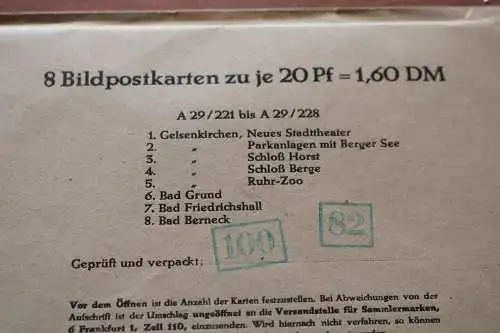 8 Bildpostkarten zu je 20 Pf = 1,60 DM
A 29/221 bis A 29/228
1. Gelsenkirchen, Neues Stadttheater
2. „ Parkanlagen mit Berger See
3. „ Schloß Horst
4. „ Schloß Berge
5. „ Ruhr-Zoo
6. Bad Grund
7. Bad Friedrichshall
8. Bad Berneck
100 82
Geprüft und verpackt:
Vor dem Öffnen ist die Anzahl der Karten festzustellen. Bei Abweichungen von der
Aufschrift ist der Umschlag ungeöffnet an die Versandstelle für Sammlermarken,
6 Frankfurt 1, Zeil 110, einzusenden. Wird hiernach nicht verfahren, so können